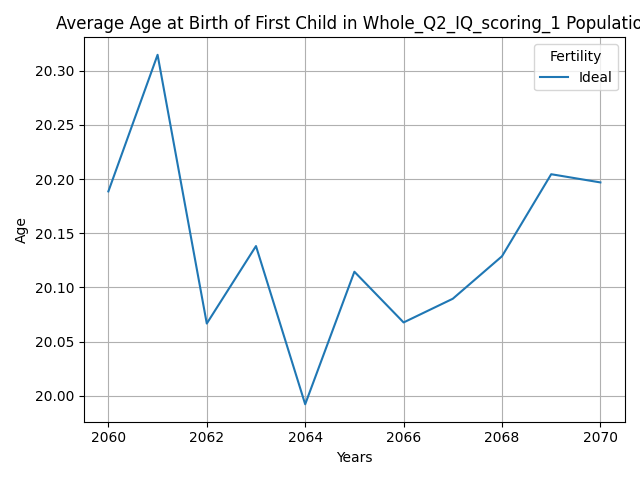 Average Age at Birth of First Child in Whole_Q2_IQ_scoring_1 Populatio
Fertility
Ideal
20.30
20.25
20.20
20.15
20.10
20.05
20.00
Age
2060 2062 2064 2066 2068 2070
Years